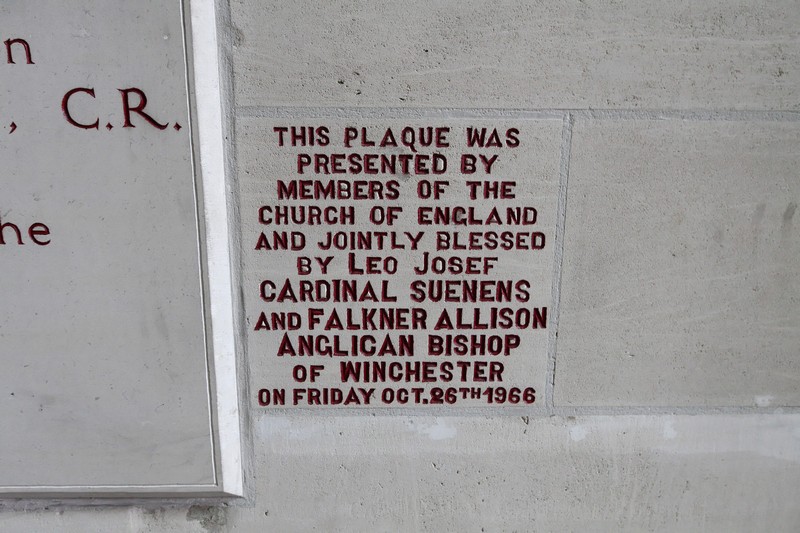 n
, C.R.
he
THIS PLAQUE WAS
PRESENTED BY
MEMBERS OF THE
CHURCH OF ENGLAND
AND JOINTLY BLESSED
BY LEO JOSEF
CARDINAL SUENENS
AND FALKNER ALLISON
ANGLICAN BISHOP
OF WINCHESTER
ON FRIDAY OCT. 26TH 1966